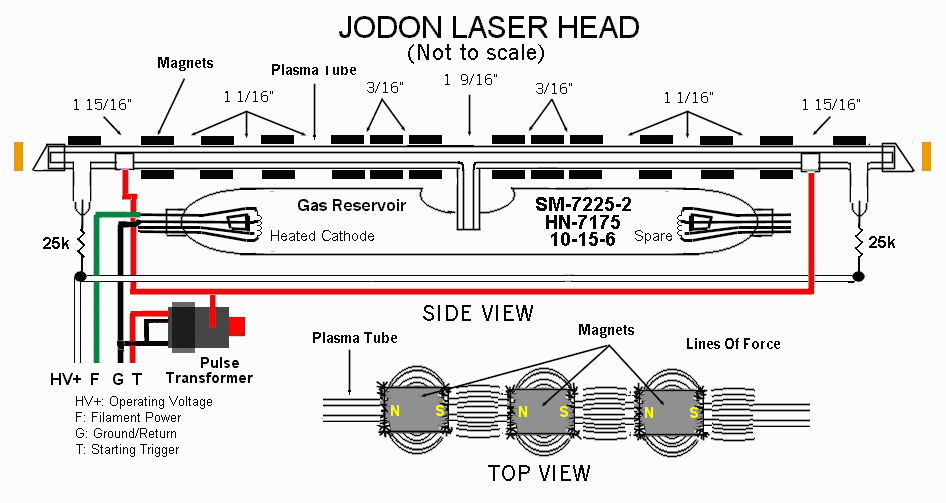 JODON LASER HEAD
(Not to scale)
Magnets
Plasma Tube
1 15/16"
1 1/16"
3/16"
1 9/16"
3/16"
1 1/16"
1 15/16"
Gas Reservoir
Heated Cathode
SM-7225-2
HN-7175
10-15-6
Spare
25k
25k
SIDE VIEW
Pulse
Transformer
HV+ F G T
HV+: Operating Voltage
F: Filament Power
G: Ground/Return
T: Starting Trigger
Plasma Tube
Magnets
Lines Of Force
N S N S N S
TOP VIEW